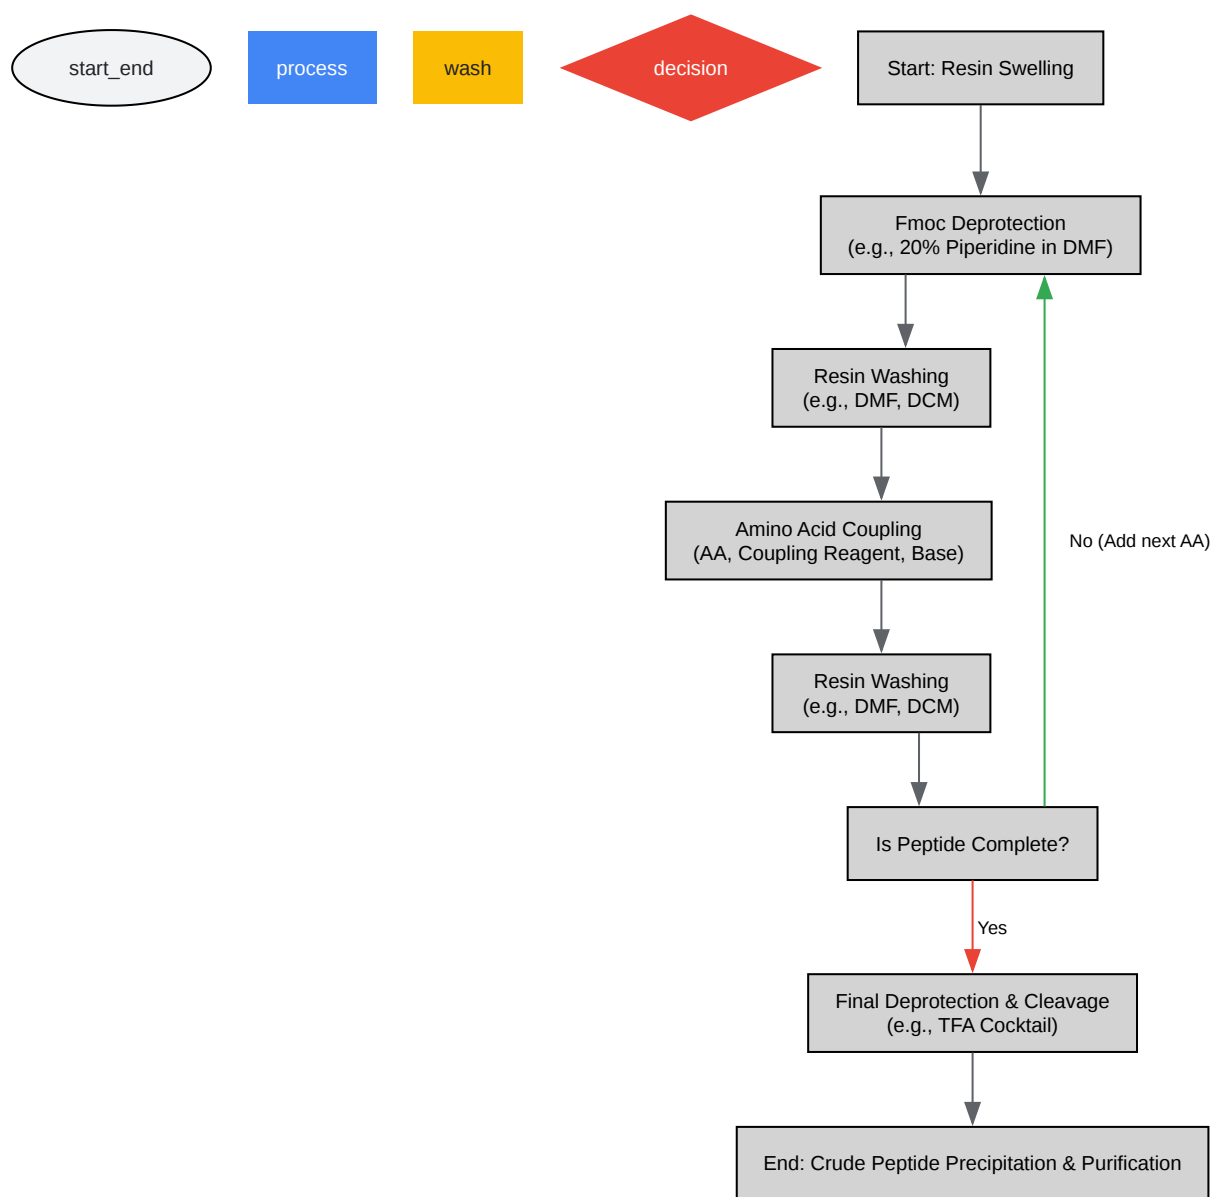 start_end
process
wash
decision
Start: Resin Swelling
Fmoc Deprotection
(e.g., 20% Piperidine in DMF)
Resin Washing
(e.g., DMF, DCM)
Amino Acid Coupling
(AA, Coupling Reagent, Base)
No (Add next AA)
Resin Washing
(e.g., DMF, DCM)
Is Peptide Complete?
Yes
Final Deprotection & Cleavage
(e.g., TFA Cocktail)
End: Crude Peptide Precipitation & Purification